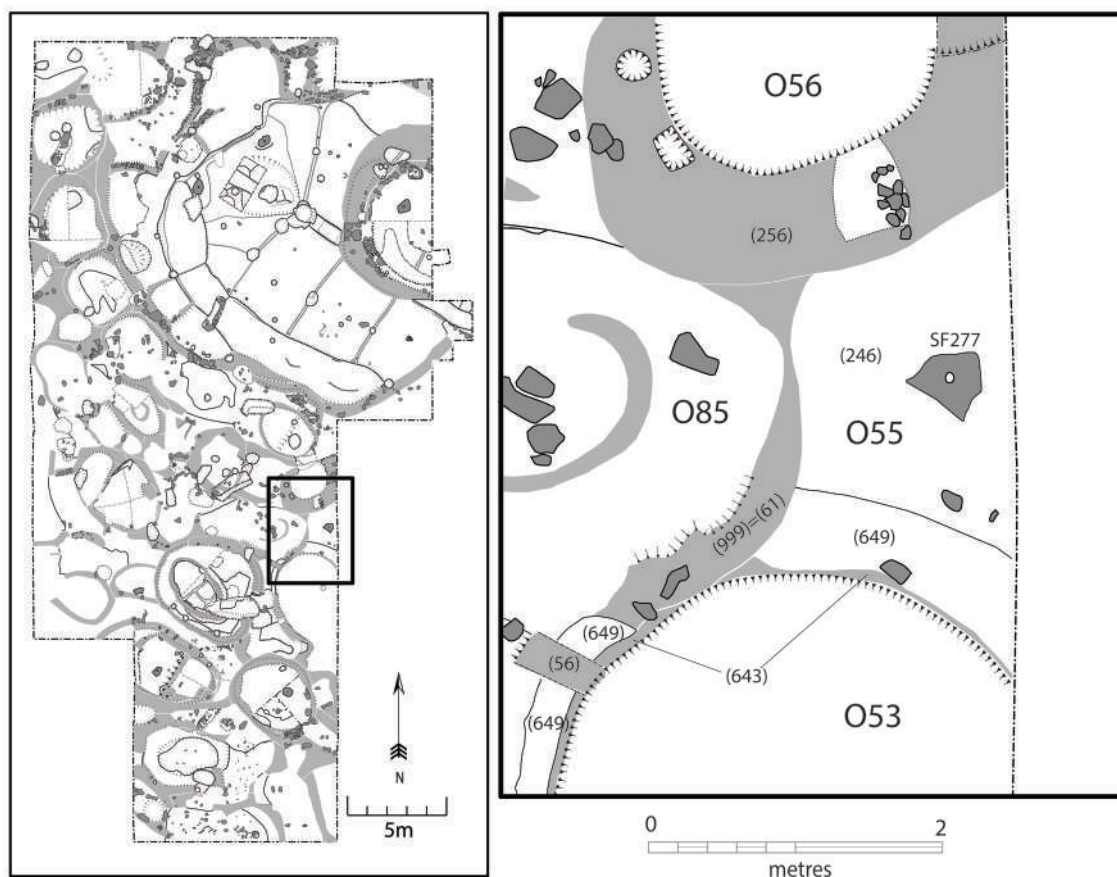 N
5m
O56
(256)
SF277
(246)
O85
O55
(999)=(61)
(649)
(649)
(56)
(643)
(649)
O53
0 2
metres